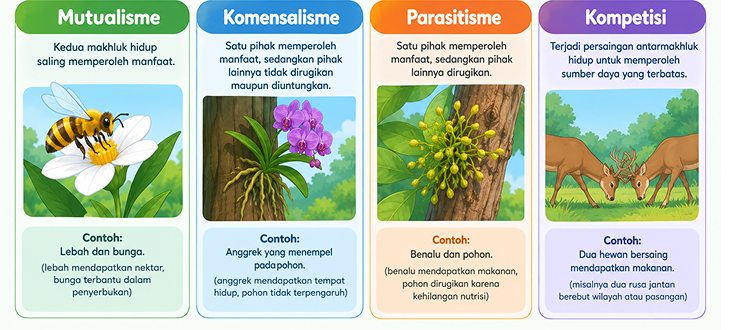 Mutualisme
Kedua makhluk hidup
saling memperoleh manfaat.
Contoh:
Lebah dan bunga.
(lebah mendapatkan nektar,
bunga terbantu dalam
penyerbukan)
Komensalisme
Satu pihak memperoleh
manfaat, sedangkan pihak
lainnya tidak dirugikan
maupun diuntungkan.
Contoh:
Anggrek yang menempel
padapohon.
(anggrek mendapatkan tempat
hidup, pohon tidak terpengaruh)
Parasitisme
Satu pihak memperoleh
manfaat, sedangkan pihak
lainnya dirugikan.
Contoh:
Benalu dan pohon.
(benalu mendapatkan makanan,
pohon dirugikan karena
kehilangan nutrisi)
Kompetisi
Terjadi persaingan antarmakhluk
hidup untuk memperoleh
sumber daya yang terbatas.
Contoh:
Dua hewan bersaing
mendapatkan makanan.
(misalnya dua rusa jantan
berebut wilayah atau pasangan)